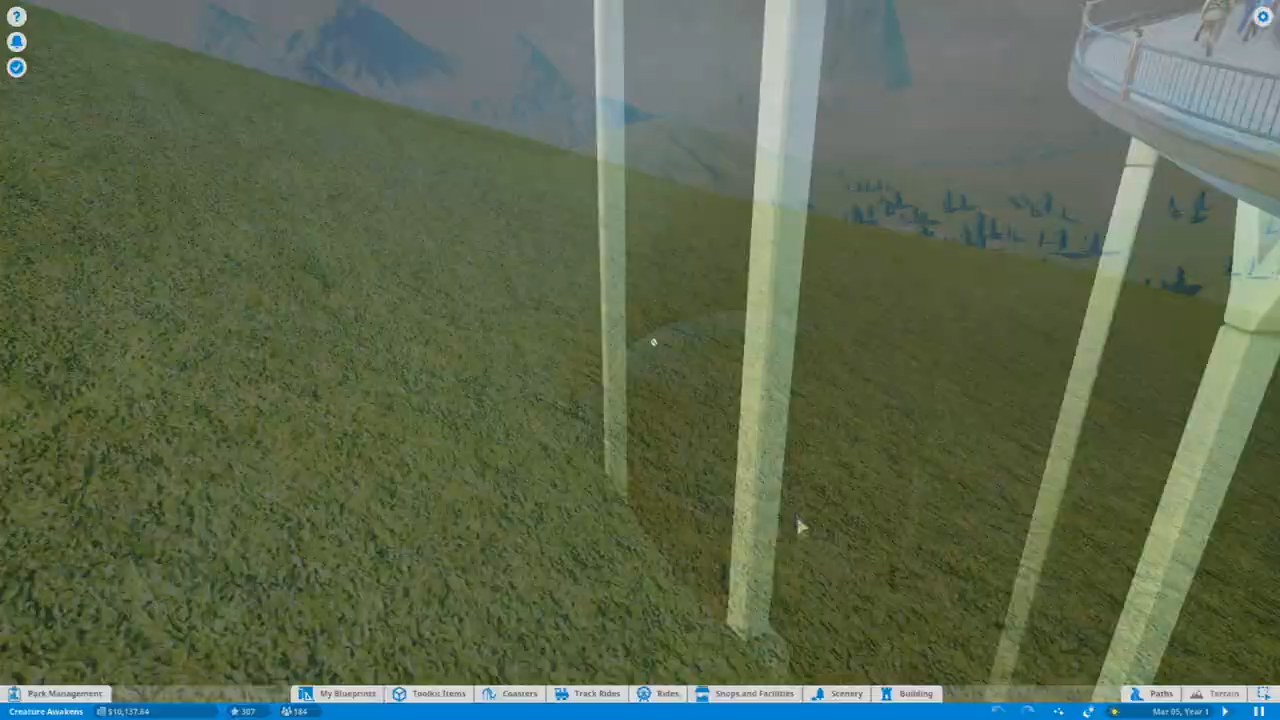 ?
Park Management
My Blueprints
Toolkit Items
Coasters
Track Rides
Rides
Shops and Facilities
Scenery
Building
Paths
Terrain
Creature Awakens
$10,137.84
307
184
Mar 05, Year 1